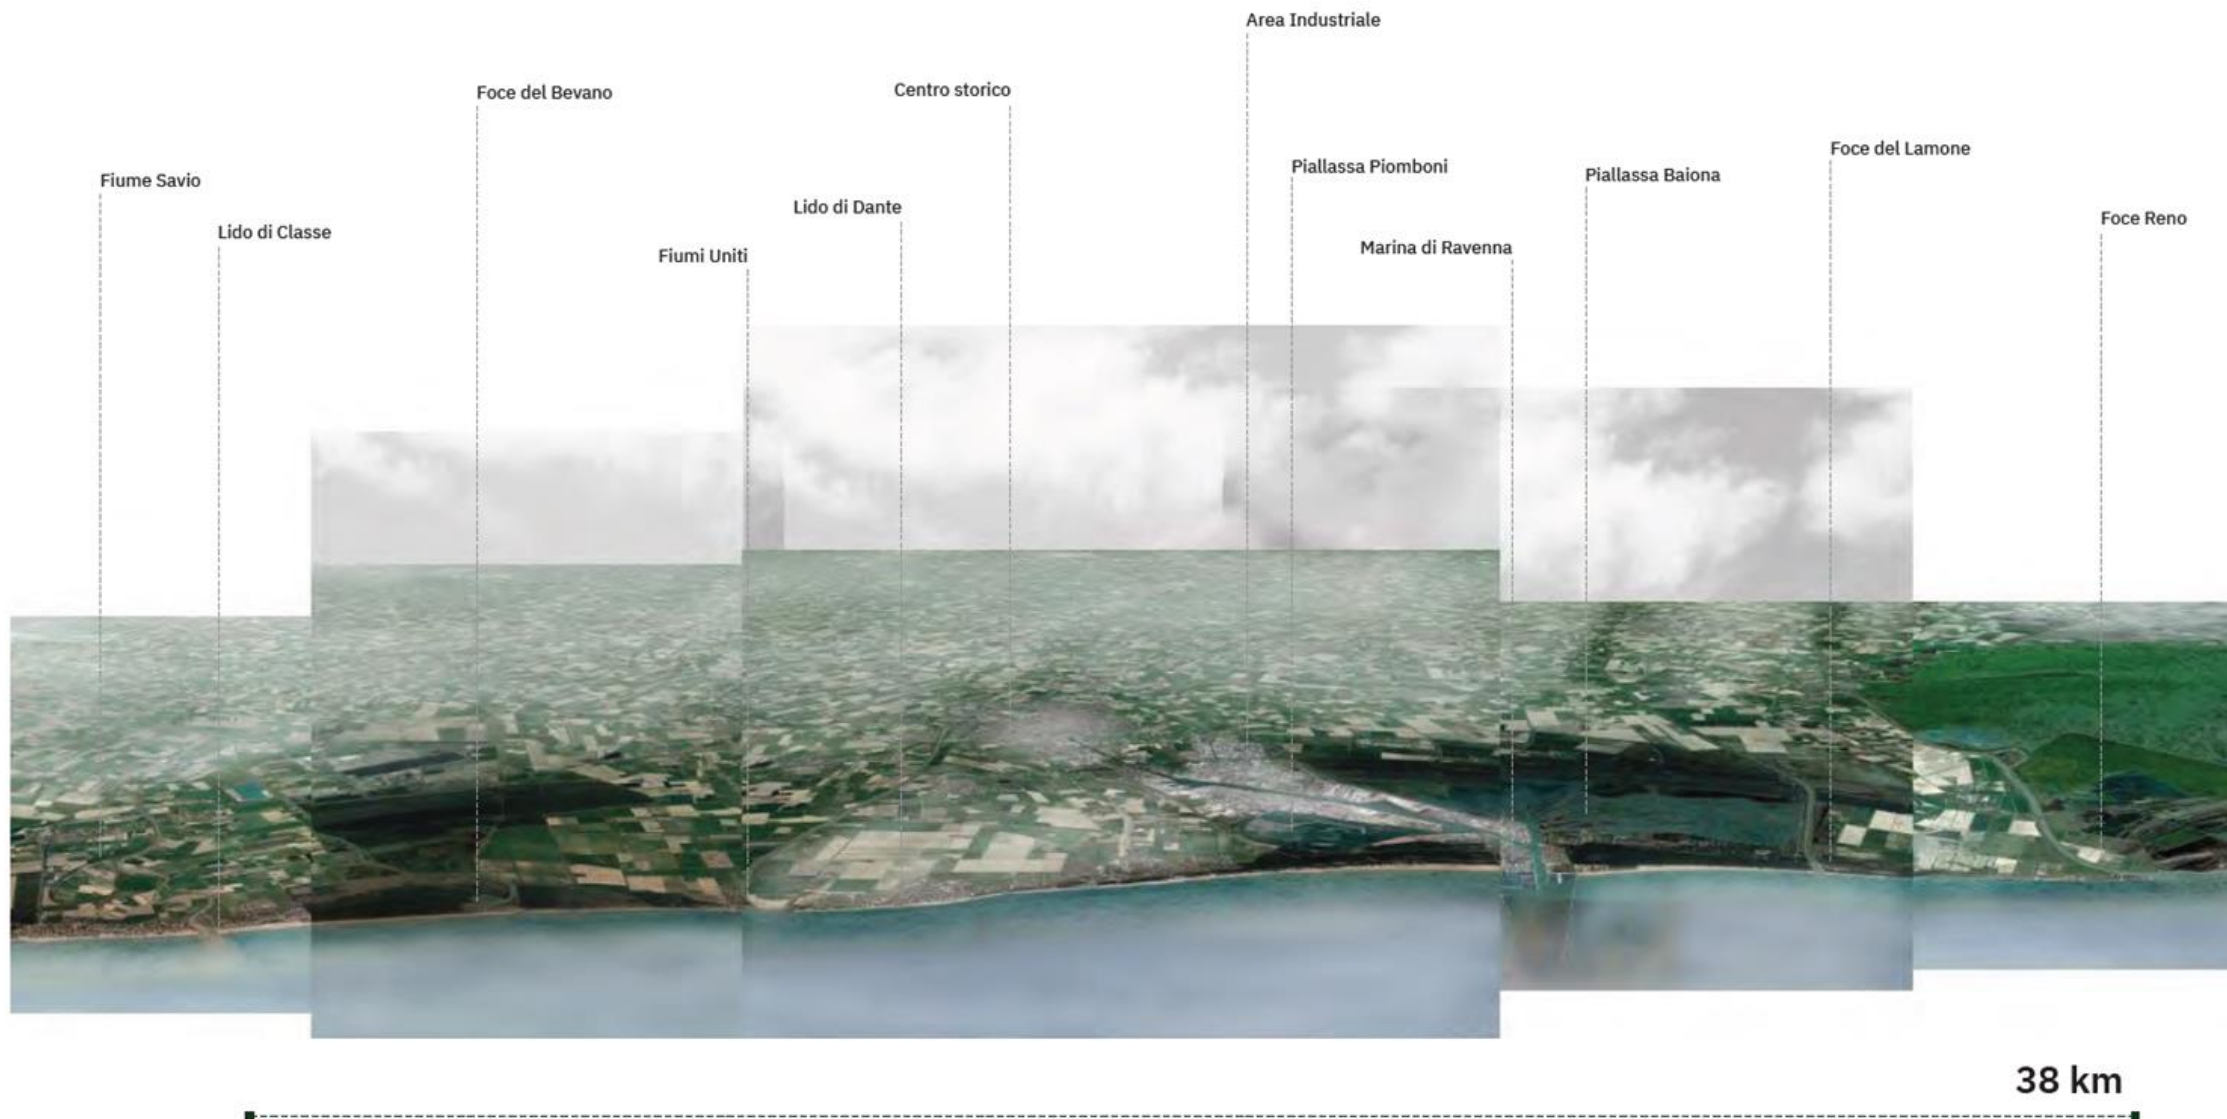 Area Industriale
Foce del Bevano
Centro storico
Foce del Lamone
Piallassa Piomboni
Piallassa Baiona
Fiume Savio
Lido di Dante
Foce Reno
Lido di Classe
Marina di Ravenna
Fiumi Uniti
38 km